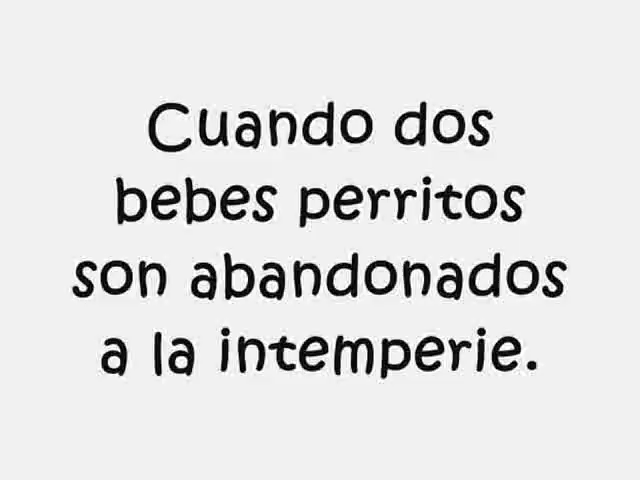 Cuando dos
bebes perritos
son abandonados
a la intemperie.